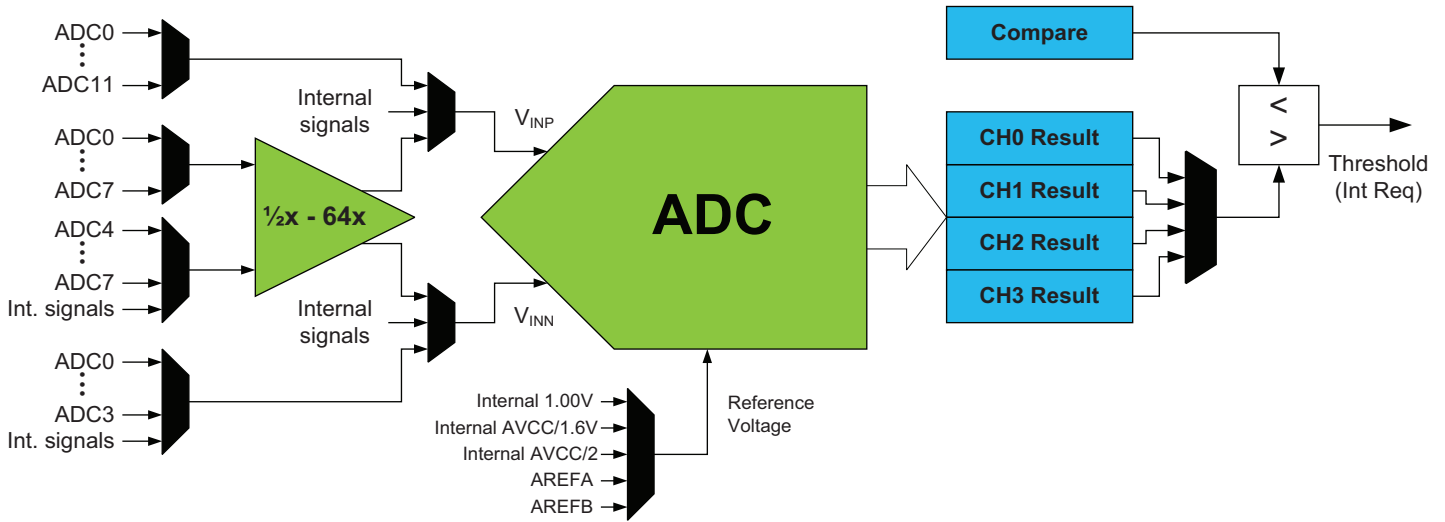 ADC0
ADC11
ADC0
ADC7
ADC4
ADC7
Int. signals
ADC0
ADC3
Int. signals
½x - 64x
Internal
signals
Internal
signals
VINP
VINN
ADC
Internal 1.00V
Internal AVCC/1.6V
Internal AVCC/2
AREFA
AREFB
Reference
Voltage
Compare
CH0 Result
CH1 Result
CH2 Result
CH3 Result
<
>
Threshold
(Int Req)